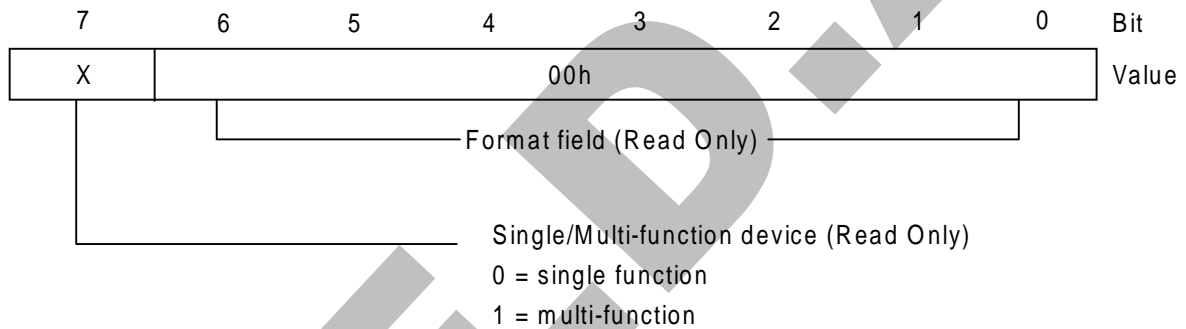 7 6 5 4 3 2 1 0 Bit
X 00h Value
Format field (Read Only)
Single/Multi-function device (Read Only)
0 = single function
1 = multi-function